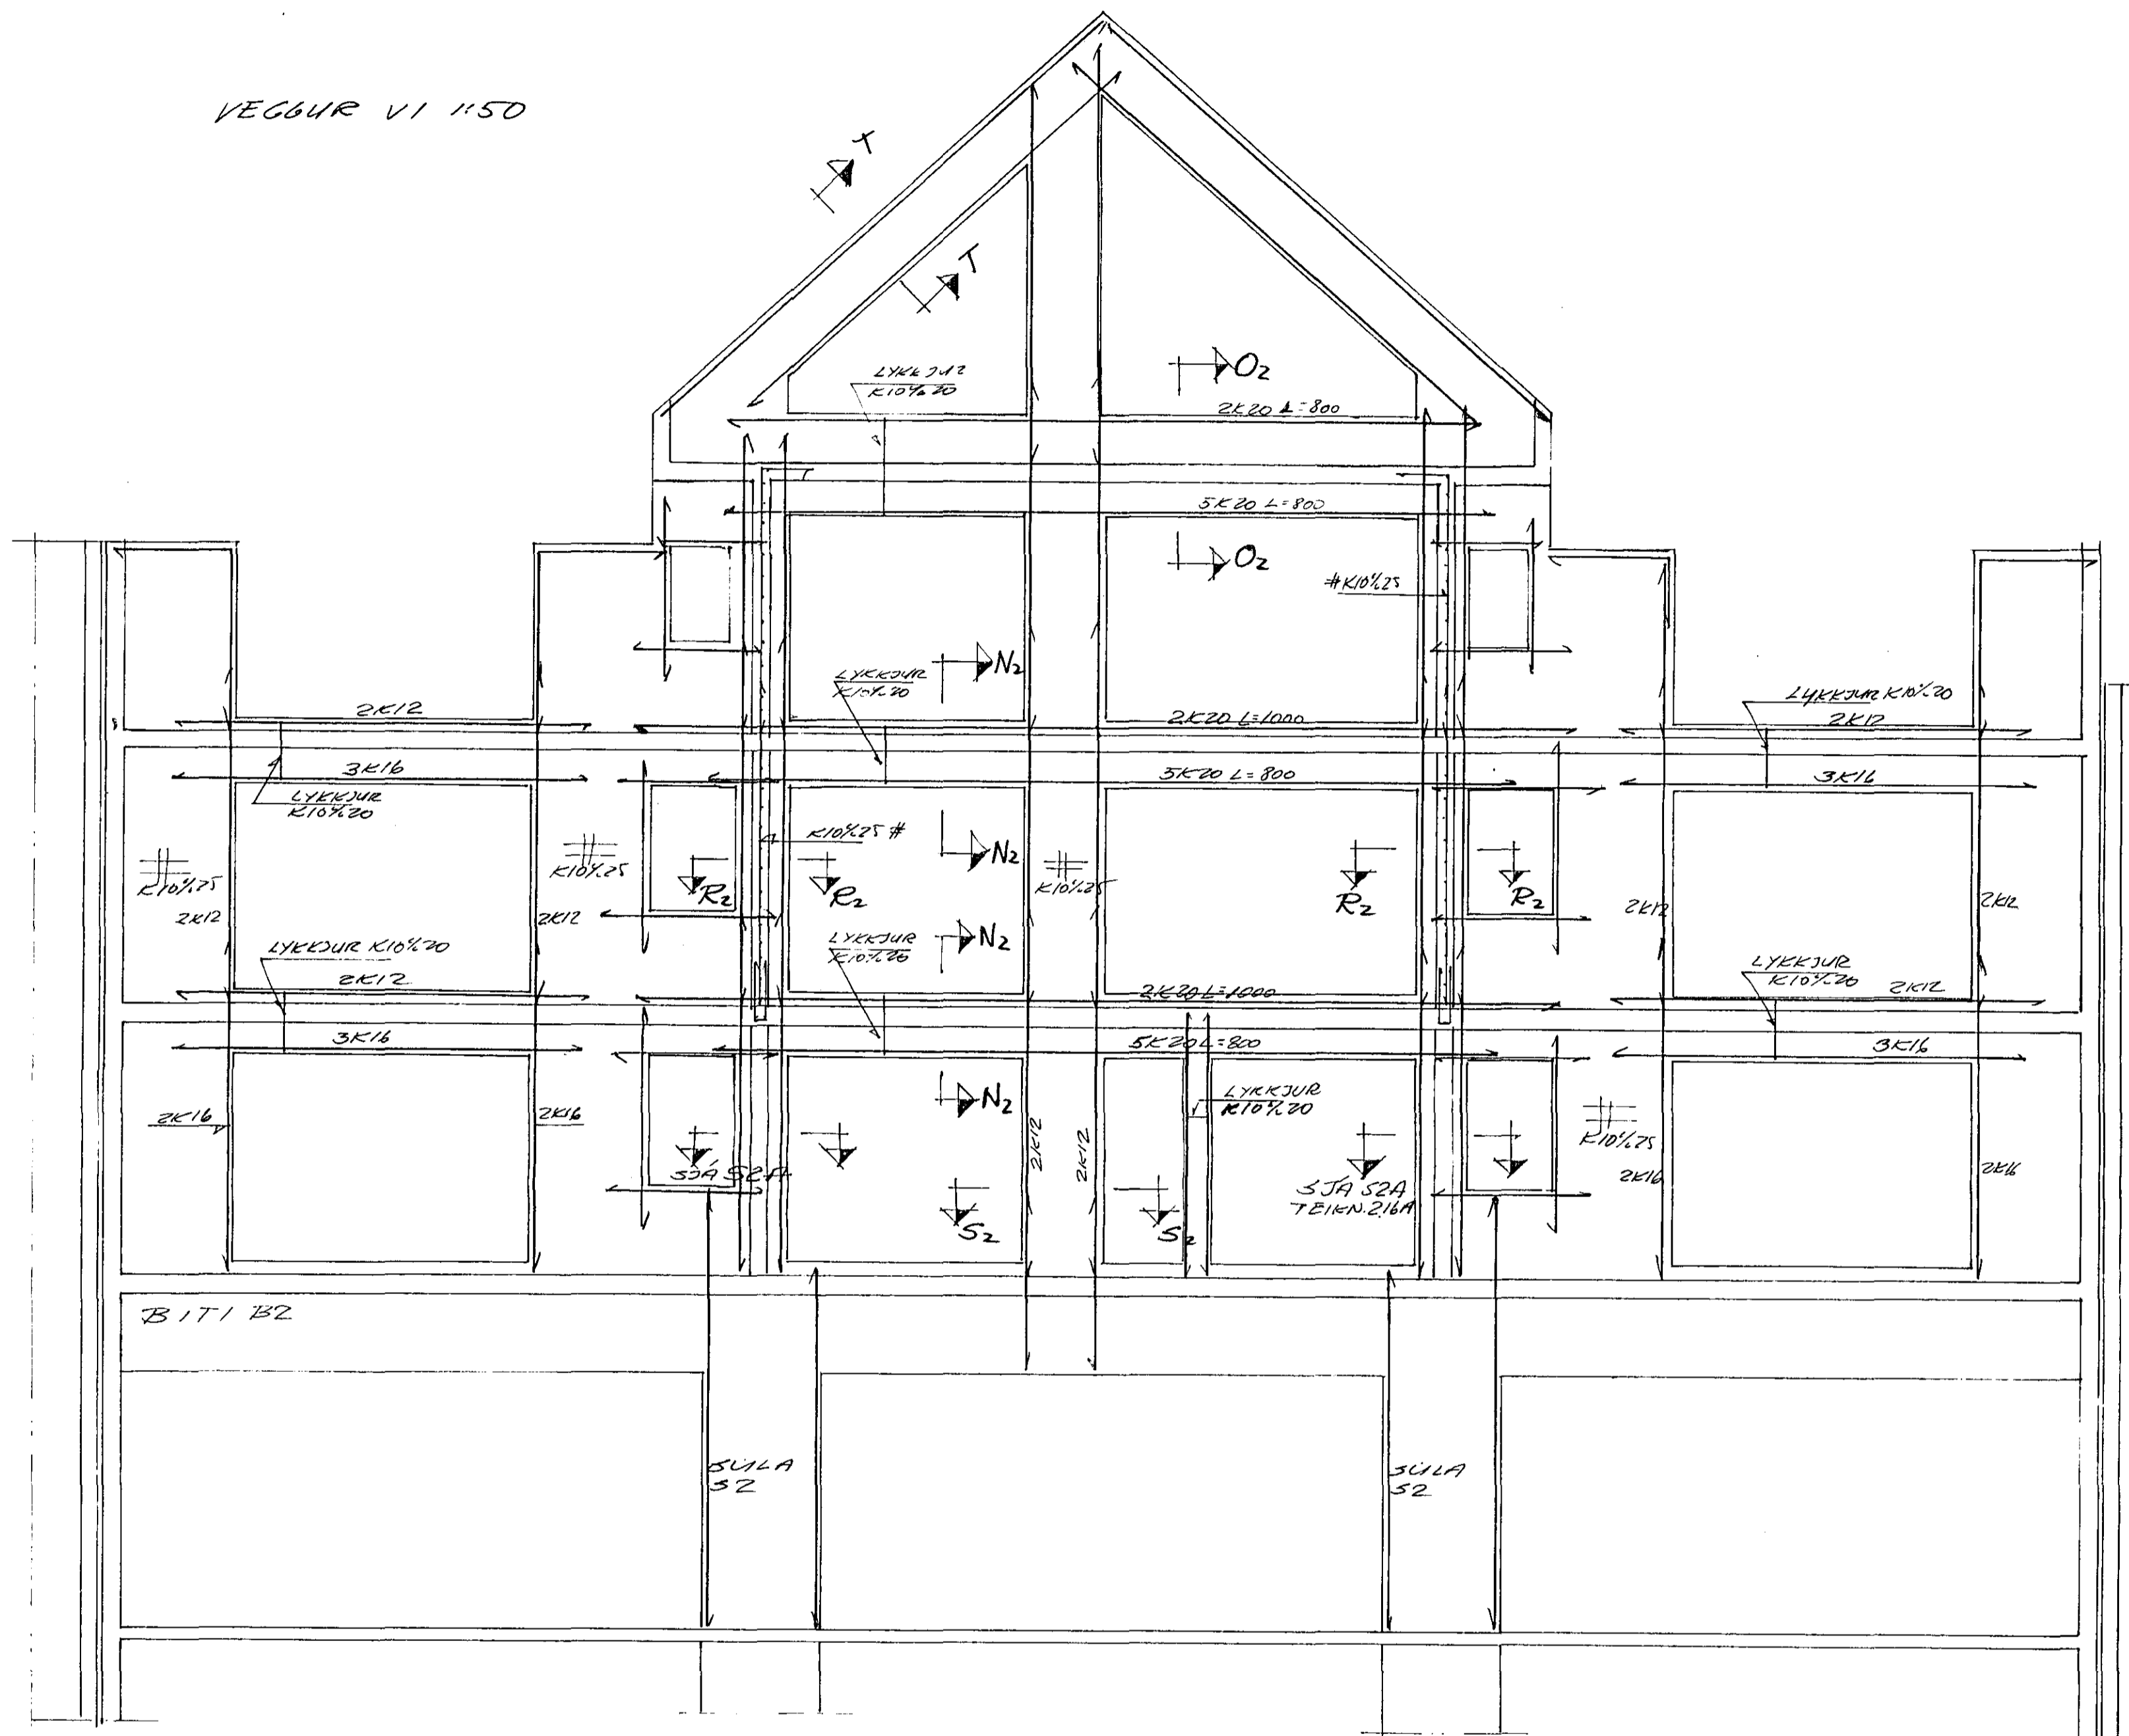 VEGGUR V1 1:50
T
T
LYKKJUR
K10%20
O2
2K20 L=800
5K20 L=800
O2
#K10%25
N2
LYKKJUR
K10%20
2K12
2K20 L=1000
LYKKJUR K10%20
2K12
3K16
5K20 L=800
3K16
LYKKJUR
K10%20
K10%25 #
N2
K10%25
K10%25
K10%25
R2
R2
R2
R2
2K12
2K12
2K12
2K12
LYKKJUR K10%20
LYKKJUR
K10%20
N2
LYKKJUR
K10%20
2K12
2K20 L=1000
2K12
3K16
5K20 L=800
3K16
N2
LYKKJUR
K10%20
2K16
2K16
2K12
2K12
K10%25
SJÁ S2A
SJÁ S2A
TEIKN.2.16A
2K16
2K16
S2
S2
BITI B2
SÚLA
S2
SÚLA
S2